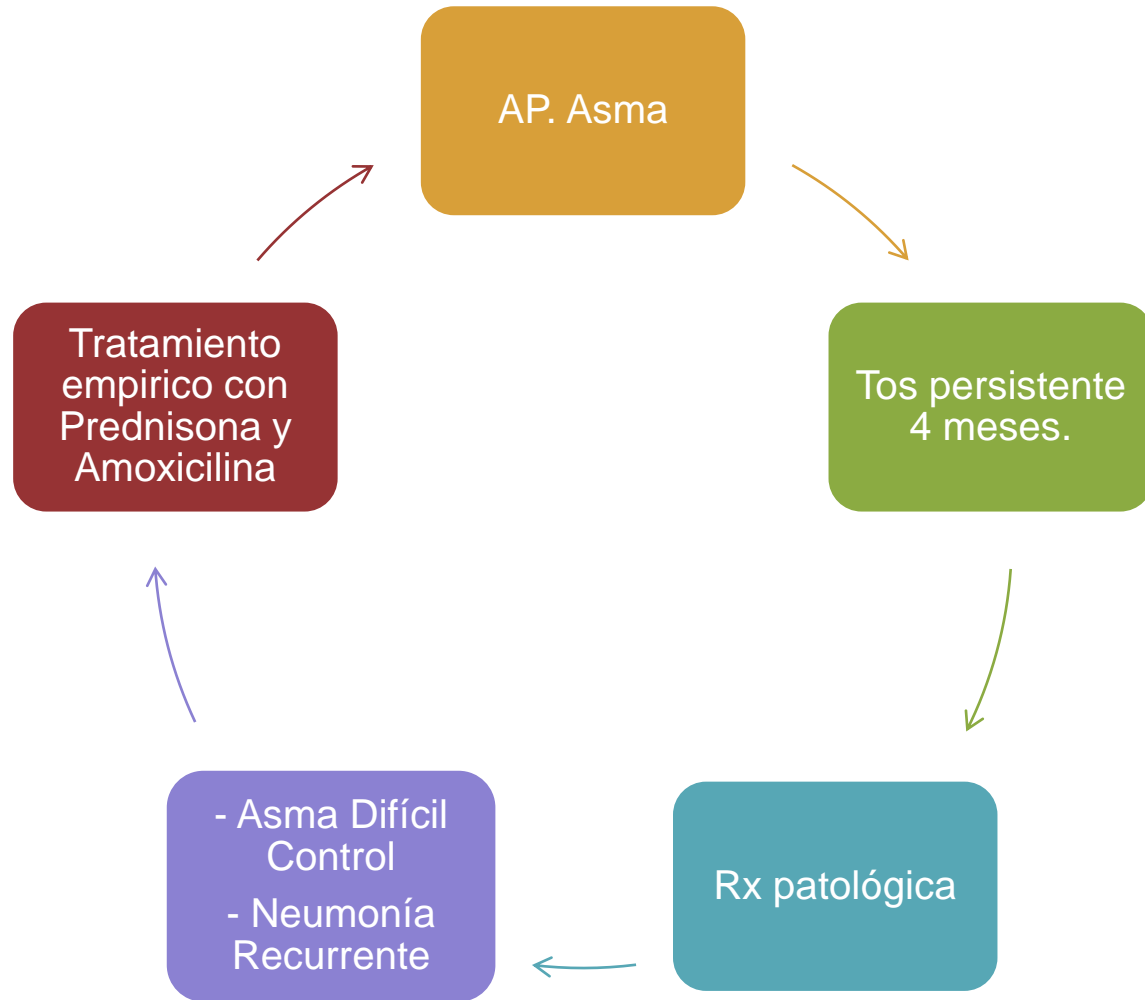 AP. Asma
Tos persistente
4 meses.
Rx patológica
- Asma Difícil
Control
- Neumonía
Recurrente
Tratamiento
empirico con
Prednisona y
Amoxicilina